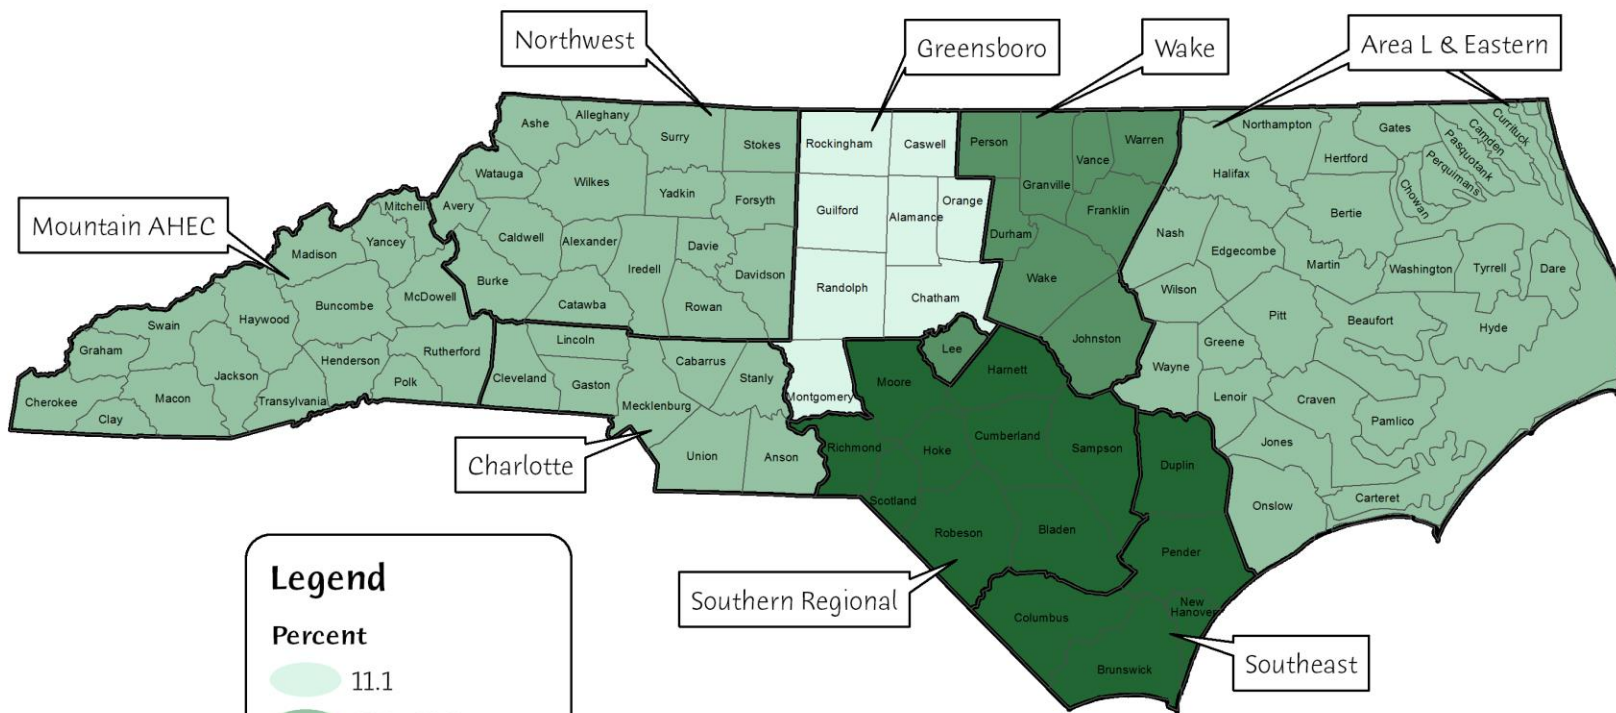 Northwest
Greensboro
Wake
Area L & Eastern
Mountain AHEC
Charlotte
Southern Regional
Southeast
Ashe
Alleghany
Surry
Stokes
Watauga
Wilkes
Yadkin
Forsyth
Avery
Caldwell
Alexander
Davie
Iredell
Davidson
Burke
Catawba
Rowan
Rockingham
Caswell
Guilford
Alamance
Orange
Randolph
Chatham
Montgomery
Person
Granville
Vance
Warren
Franklin
Durham
Wake
Johnston
Lee
Northampton
Gates
Hertford
Halifax
Currituck
Camden
Pasquotank
Perquimans
Chowan
Bertie
Nash
Edgecombe
Martin
Washington
Tyrrell
Dare
Wilson
Pitt
Beaufort
Hyde
Greene
Wayne
Lenoir
Craven
Pamlico
Jones
Carteret
Onslow
Mitchell
Madison
Yancey
Buncombe
McDowell
Haywood
Swain
Graham
Jackson
Henderson
Rutherford
Polk
Transylvania
Macon
Cherokee
Clay
Lincoln
Cleveland
Gaston
Cabarrus
Stanly
Mecklenburg
Union
Anson
Moore
Harnett
Richmond
Hoke
Cumberland
Sampson
Scotland
Robeson
Bladen
Duplin
Pender
Columbus
New
Hanover
Brunswick
Legend
Percent
11.1